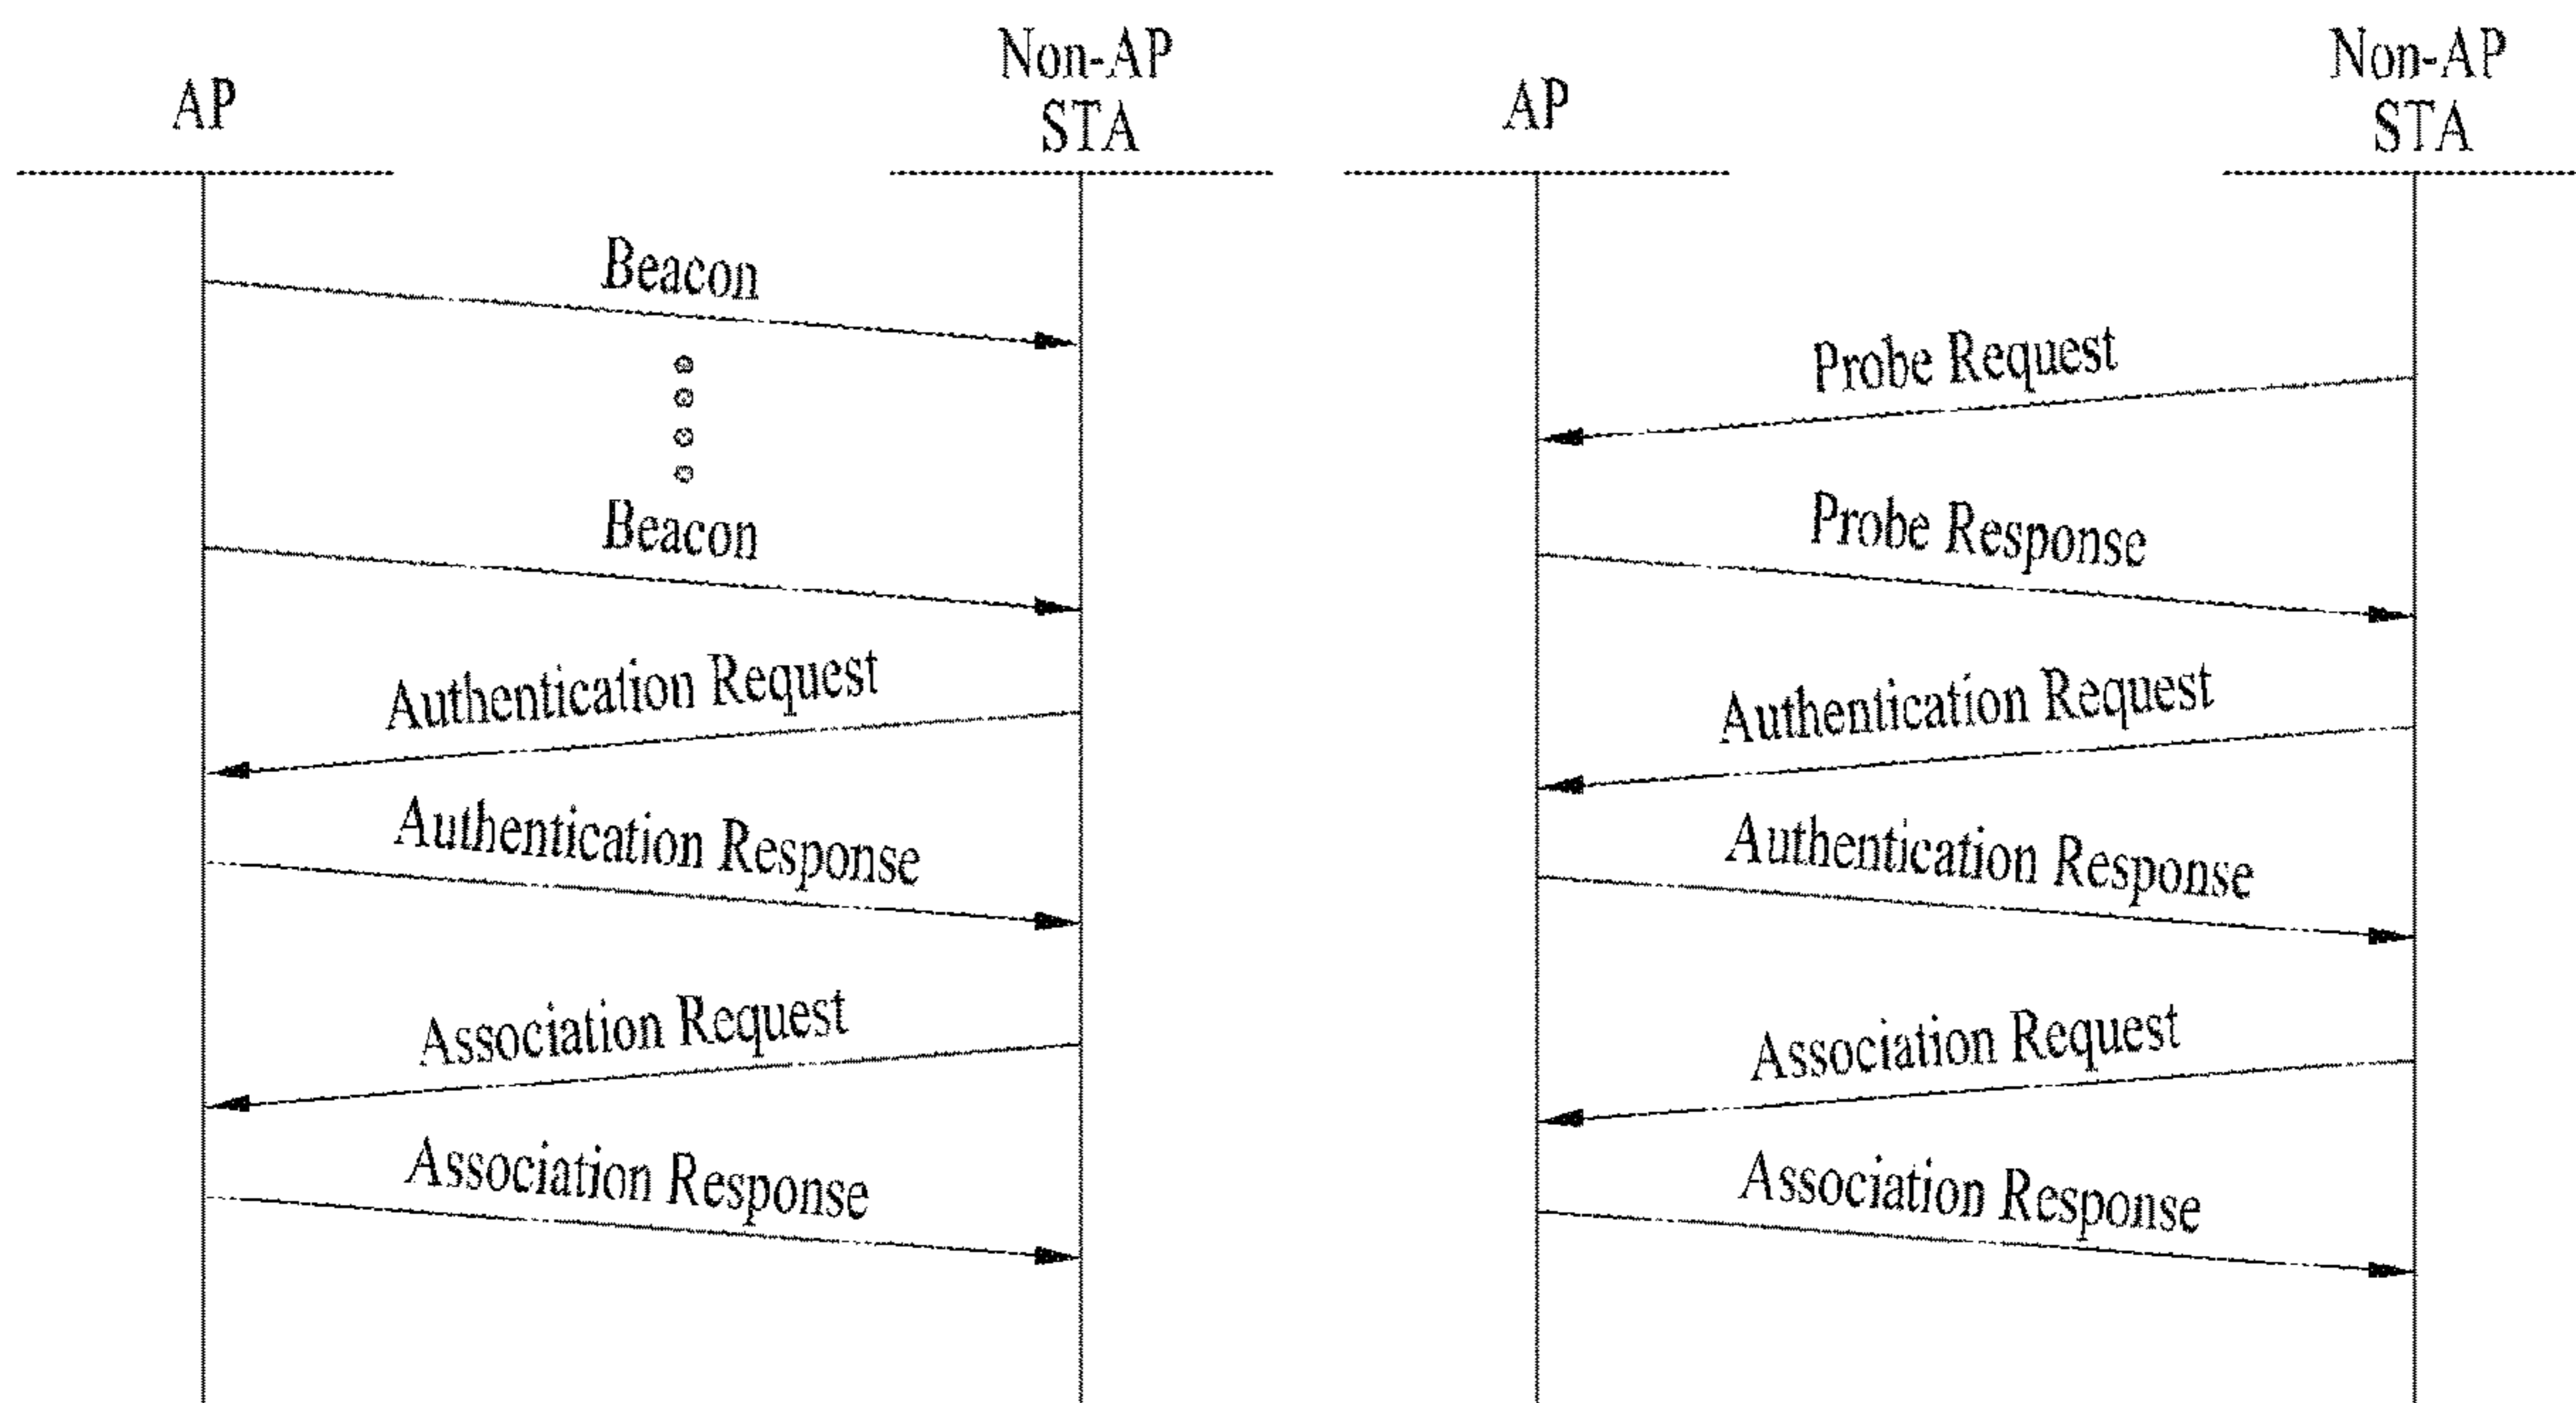 AP
Non-AP
STA
Beacon
Beacon
Authentication Request
Authentication Response
Association Request
Association Response
AP
Non-AP
STA
Probe Request
Probe Response
Authentication Request
Authentication Response
Association Request
Association Response